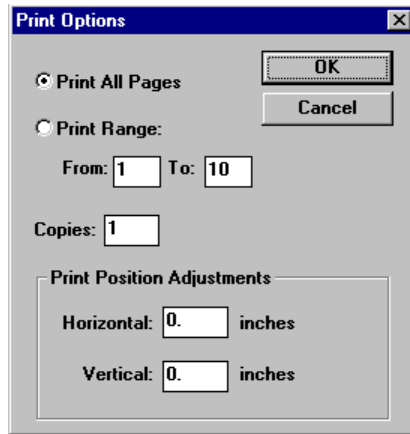 Print Options
Print All Pages
OK
Cancel
Print Range:
From: 1 To: 10
Copies: 1
Print Position Adjustments
Horizontal: 0. inches
Vertical: 0. inches